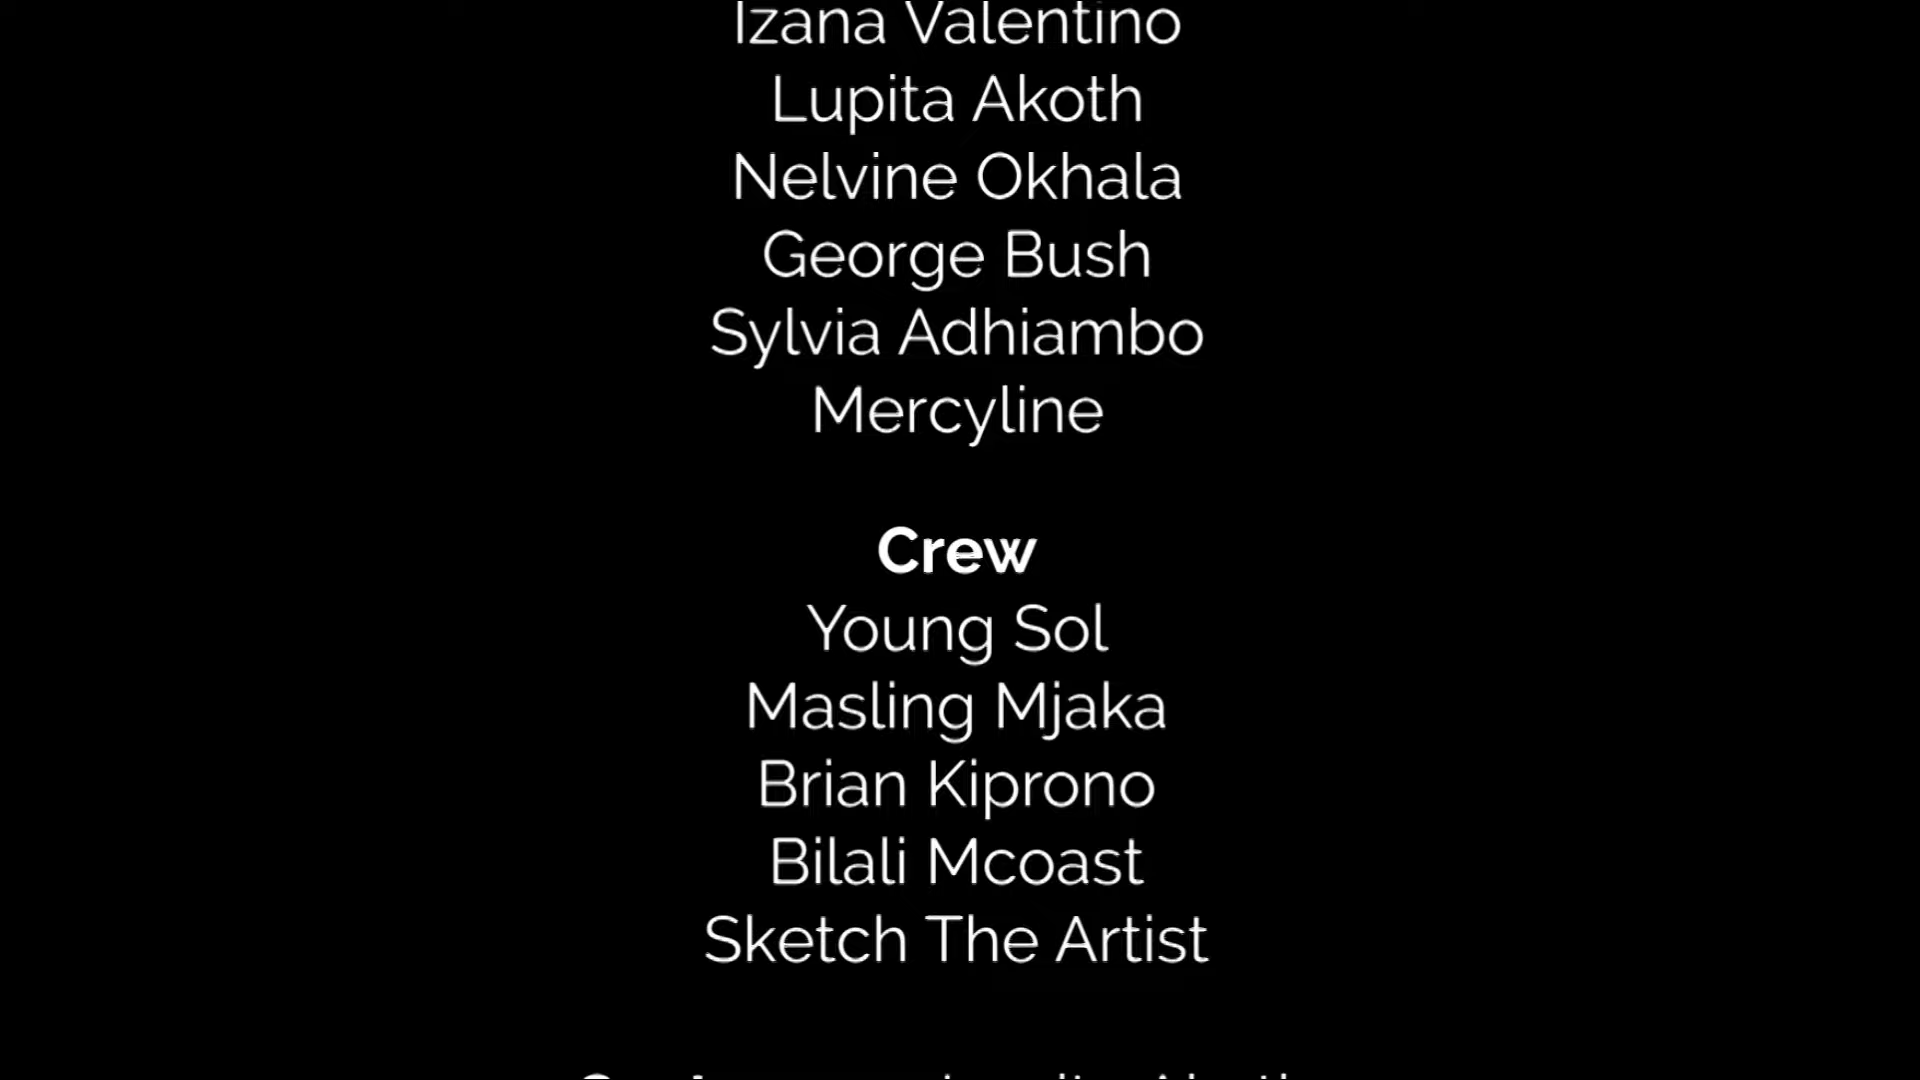 Izana Valentino
Lupita Akoth
Nelvine Okhala
George Bush
Sylvia Adhiambo
Mercyline
Crew
Young Sol
Masling Mjaka
Brian Kiprono
Bilali Mcoast
Sketch The Artist